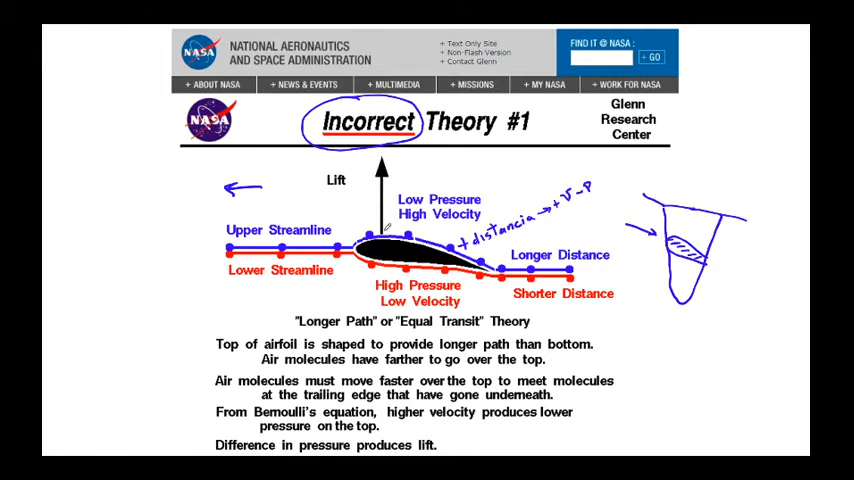 NASA
NATIONAL AERONAUTICS
AND SPACE ADMINISTRATION
+ Text Only Site
+ Non-Flash Version
+ Contact Glenn
FIND IT @ NASA :
+ GO
+ ABOUT NASA
+ NEWS & EVENTS
+ MULTIMEDIA
+ MISSIONS
+ MY NASA
+ WORK FOR NASA
NASA
Incorrect Theory #1
Glenn
Research
Center
Lift
Low Pressure
High Velocity
+ distancia → + v - P
Upper Streamline
Lower Streamline
Longer Distance
Shorter Distance
High Pressure
Low Velocity
"Longer Path" or "Equal Transit" Theory
Top of airfoil is shaped to provide longer path than bottom.
Air molecules have farther to go over the top.
Air molecules must move faster over the top to meet molecules
at the trailing edge that have gone underneath.
From Bernoulli's equation, higher velocity produces lower
pressure on the top.
Difference in pressure produces lift.